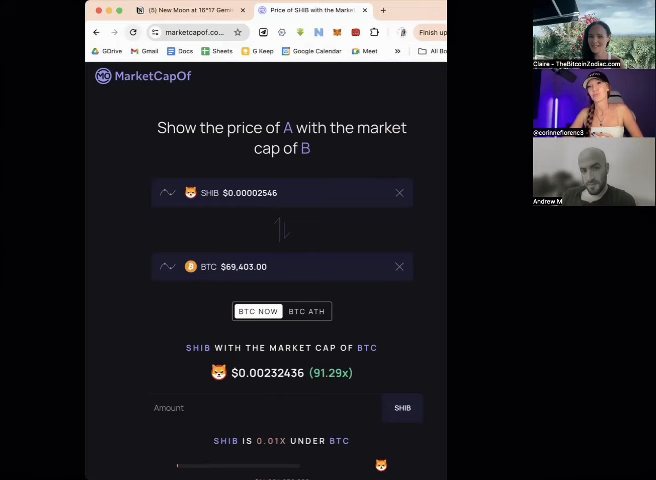 (5) New Moon at 16°17 Gemi
Price of SHIB with the Market
marketcapof.co...
Finish up
GDrive
Gmail
Docs
Sheets
G Keep
Google Calendar
Meet
»
All Bo
MarketCapOf
Show the price of A with the market
cap of B
SHIB $0.00002546
BTC $69,403.00
BTC NOW
BTC ATH
SHIB WITH THE MARKET CAP OF BTC
$0.00232436 (91.29x)
Amount
SHIB
SHIB IS 0.01X UNDER BTC
Claire - TheBitcoinZodiac.com
@corinneflorenc3
Andrew M